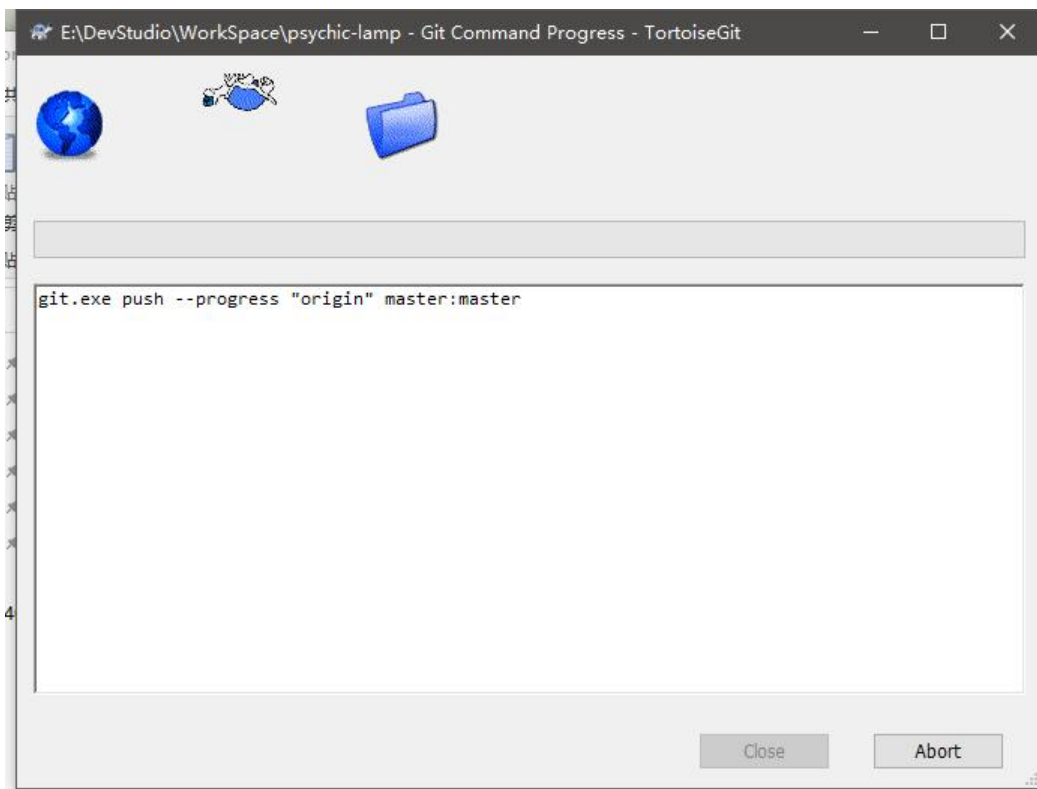 E:\DevStudio\WorkSpace\psychic-lamp - Git Command Progress - TortoiseGit
git.exe push --progress "origin" master:master
Close
Abort